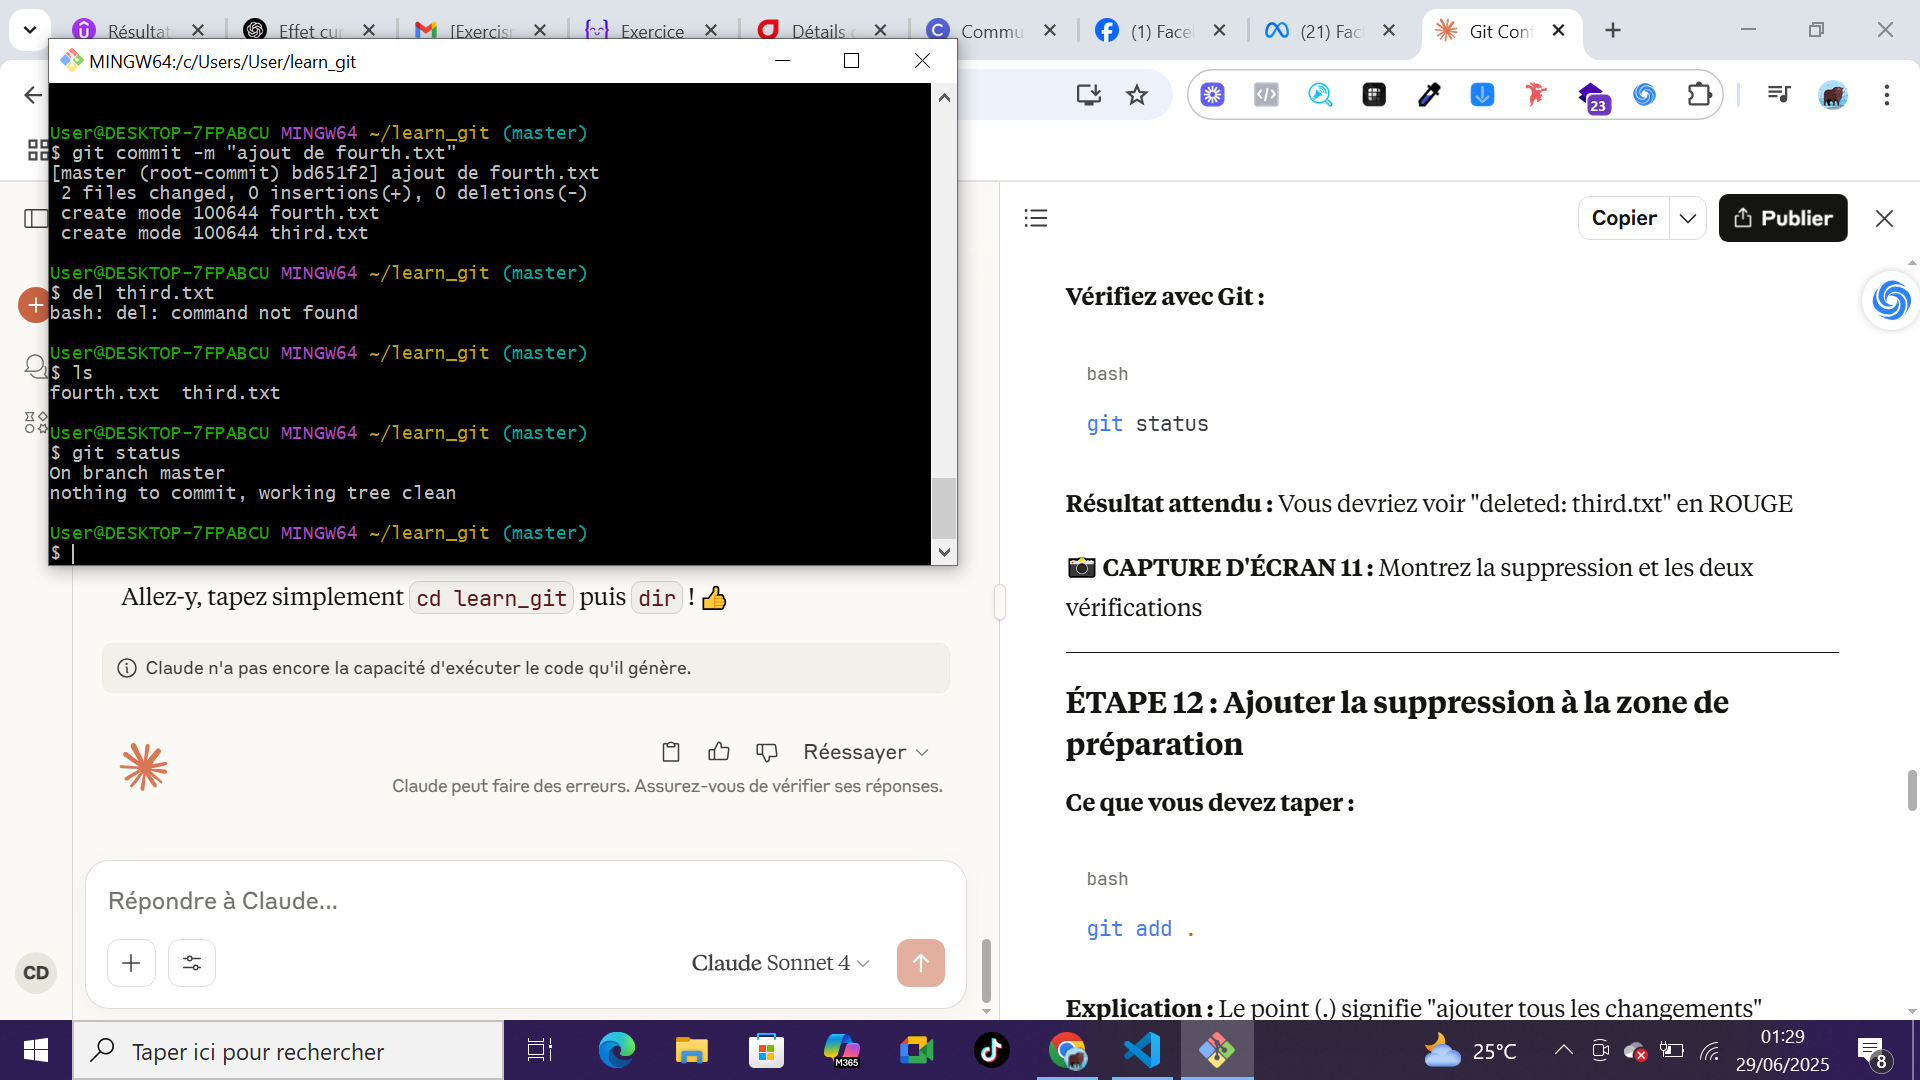 Résultat
Effet cu
[Exercis
Exercice
Détails
Commu
(1) Face
(21) Fac
Git Con
23
MINGW64:/c/Users/User/learn_git
User@DESKTOP-7FPABCU MINGW64 ~/learn_git (master)
$ git commit -m "ajout de fourth.txt"
[master (root-commit) bd651f2] ajout de fourth.txt
2 files changed, 0 insertions(+), 0 deletions(-)
create mode 100644 fourth.txt
create mode 100644 third.txt
User@DESKTOP-7FPABCU MINGW64 ~/learn_git (master)
$ del third.txt
bash: del: command not found
User@DESKTOP-7FPABCU MINGW64 ~/learn_git (master)
$ ls
fourth.txt  third.txt
User@DESKTOP-7FPABCU MINGW64 ~/learn_git (master)
$ git status
On branch master
nothing to commit, working tree clean
User@DESKTOP-7FPABCU MINGW64 ~/learn_git (master)
$
Allez-y, tapez simplement cd learn_git puis dir ! 👍
Claude n'a pas encore la capacité d'exécuter le code qu'il génère.
Réessayer
Claude peut faire des erreurs. Assurez-vous de vérifier ses réponses.
Répondre à Claude...
Claude Sonnet 4
CD
Copier
Publier
Vérifiez avec Git :
bash
git status
Résultat attendu : Vous devriez voir "deleted: third.txt" en ROUGE
📸 CAPTURE D'ÉCRAN 11 : Montrez la suppression et les deux
vérifications
ÉTAPE 12 : Ajouter la suppression à la zone de
préparation
Ce que vous devez taper :
bash
git add .
Explication : Le point (.) signifie "ajouter tous les changements"
Taper ici pour rechercher
M365
25°C
01:29
29/06/2025
8